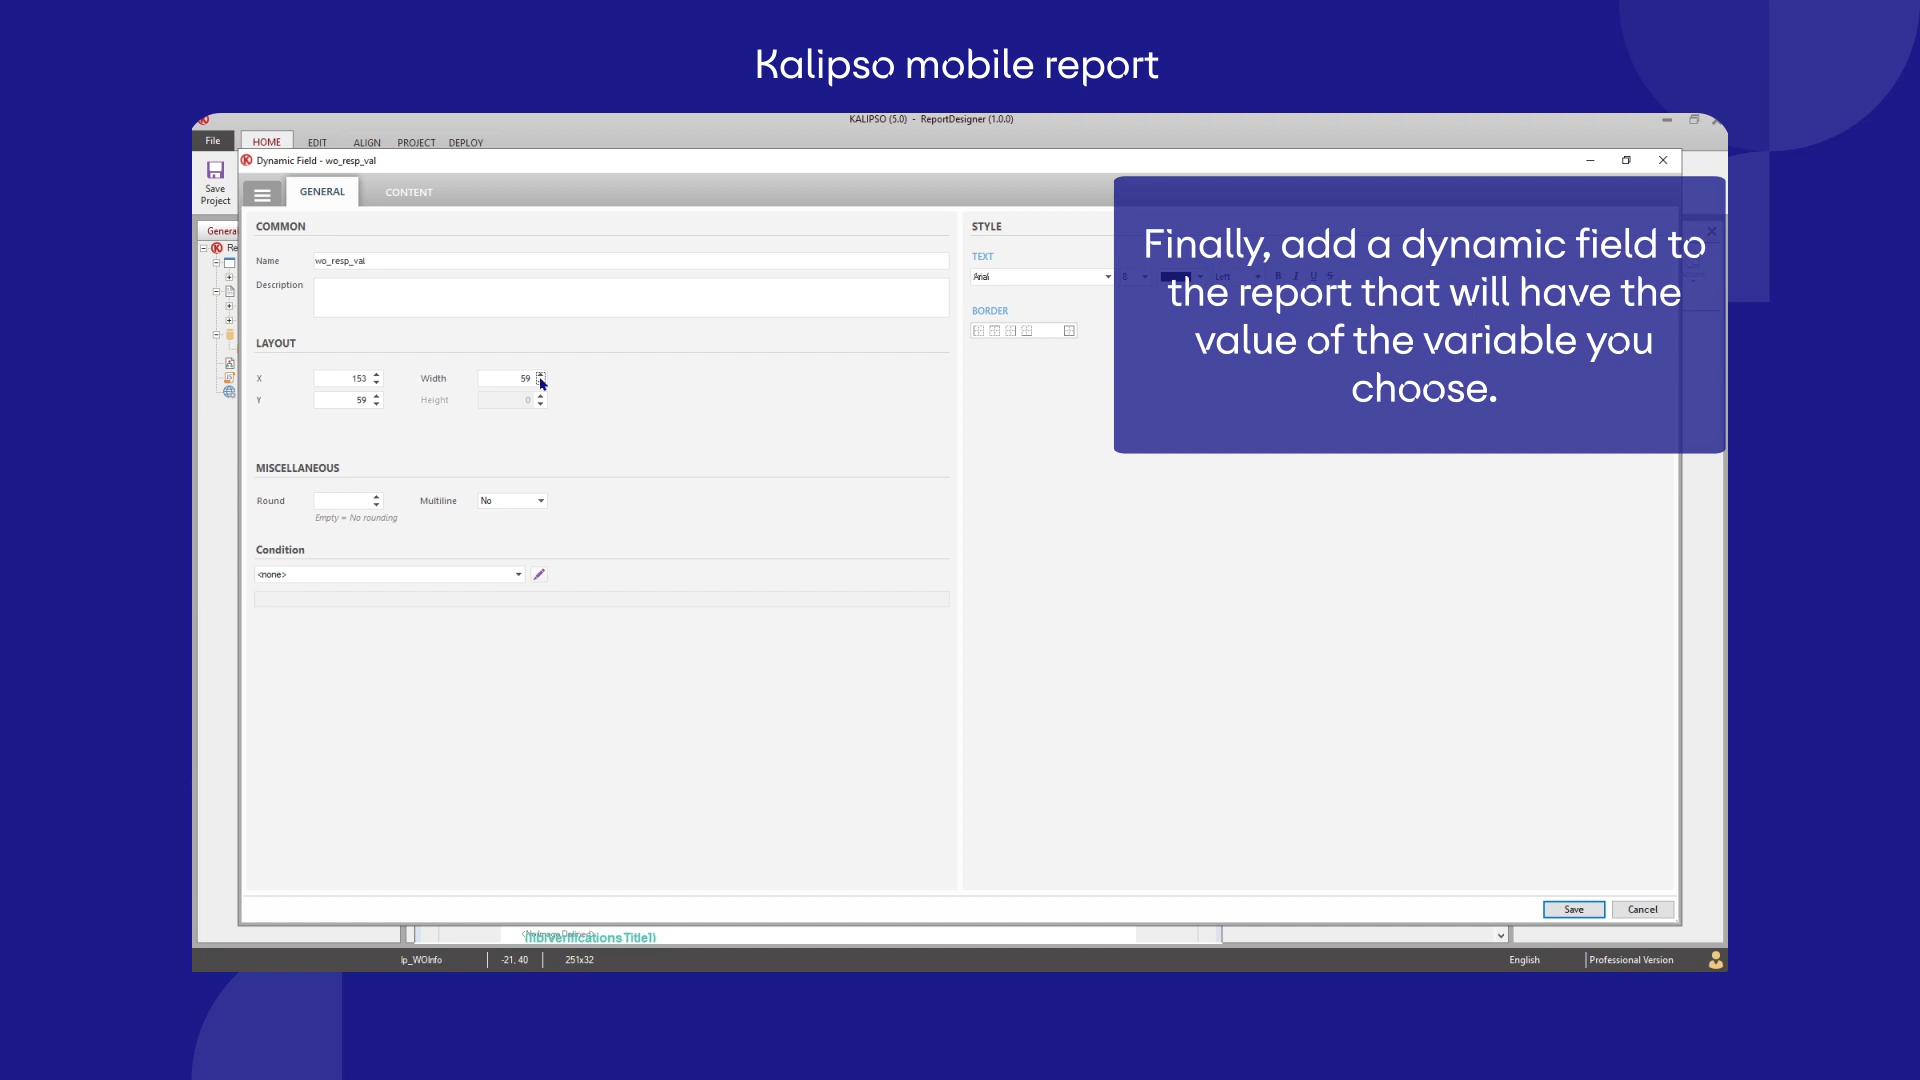 Kalipso mobile report
KALIPSO (5.0) - ReportDesigner (1.0.0)
File HOME EDIT ALIGN PROJECT DEPLOY
Dynamic Field - wo_resp_val
Save
Project
GENERAL CONTENT
COMMON
Name wo_resp_val
Description
LAYOUT
X 153 Width 59
Y 59 Height 0
MISCELLANEOUS
Round Multiline No
Empty = No rounding
Condition
<none>
STYLE
TEXT
Arial 8 Left B I U S
BORDER
Finally, add a dynamic field to
the report that will have the
value of the variable you
choose.
Save Cancel
lp_WOInfo -21, 40 251x32 English Professional Version